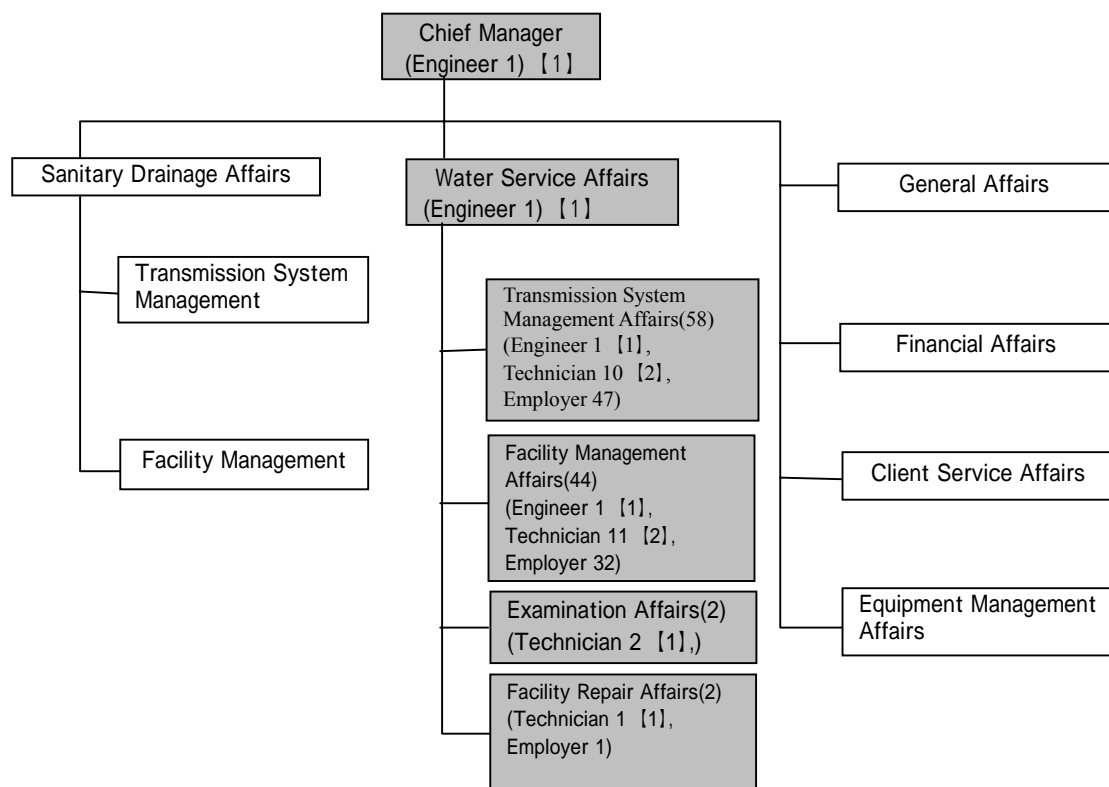 Chief Manager
(Engineer 1) 【1】
Sanitary Drainage Affairs
Transmission System
Management
Facility Management
Water Service Affairs
(Engineer 1) 【1】
Transmission System
Management Affairs(58)
(Engineer 1 【1】,
Technician 10 【2】,
Employer 47)
Facility Management
Affairs(44)
(Engineer 1 【1】,
Technician 11 【2】,
Employer 32)
Examination Affairs(2)
(Technician 2 【1】,)
Facility Repair Affairs(2)
(Technician 1 【1】,
Employer 1)
General Affairs
Financial Affairs
Client Service Affairs
Equipment Management
Affairs